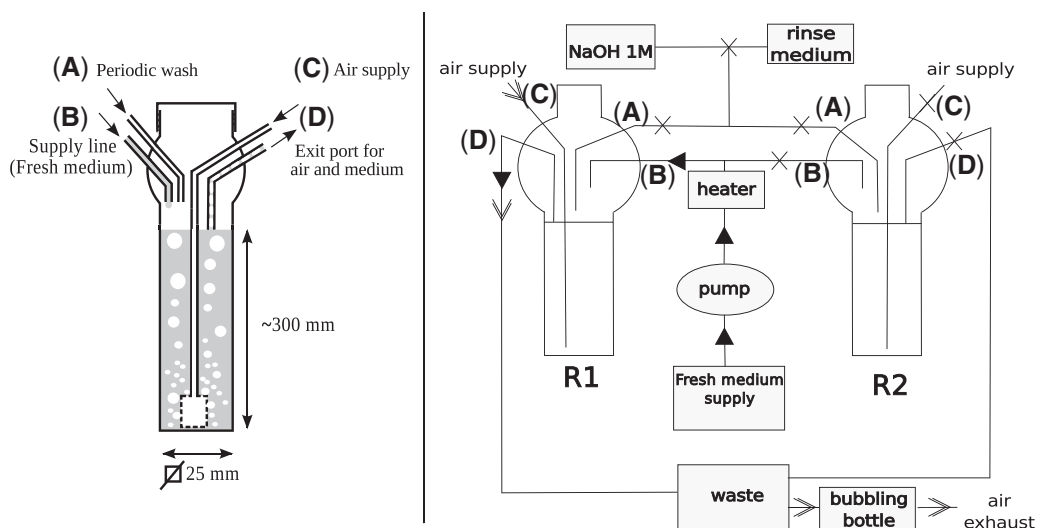 (A) Periodic wash
(B)
Supply line
(Fresh medium)
(C) Air supply
(D)
Exit port for
air and medium
~300 mm
25 mm
NaOH 1M
rinse
medium
air supply
air supply
(C)
(A)
(A)
(C)
(D)
(D)
(B)
(B)
heater
pump
R1
R2
Fresh medium
supply
waste
bubbling
bottle
air
exhaust